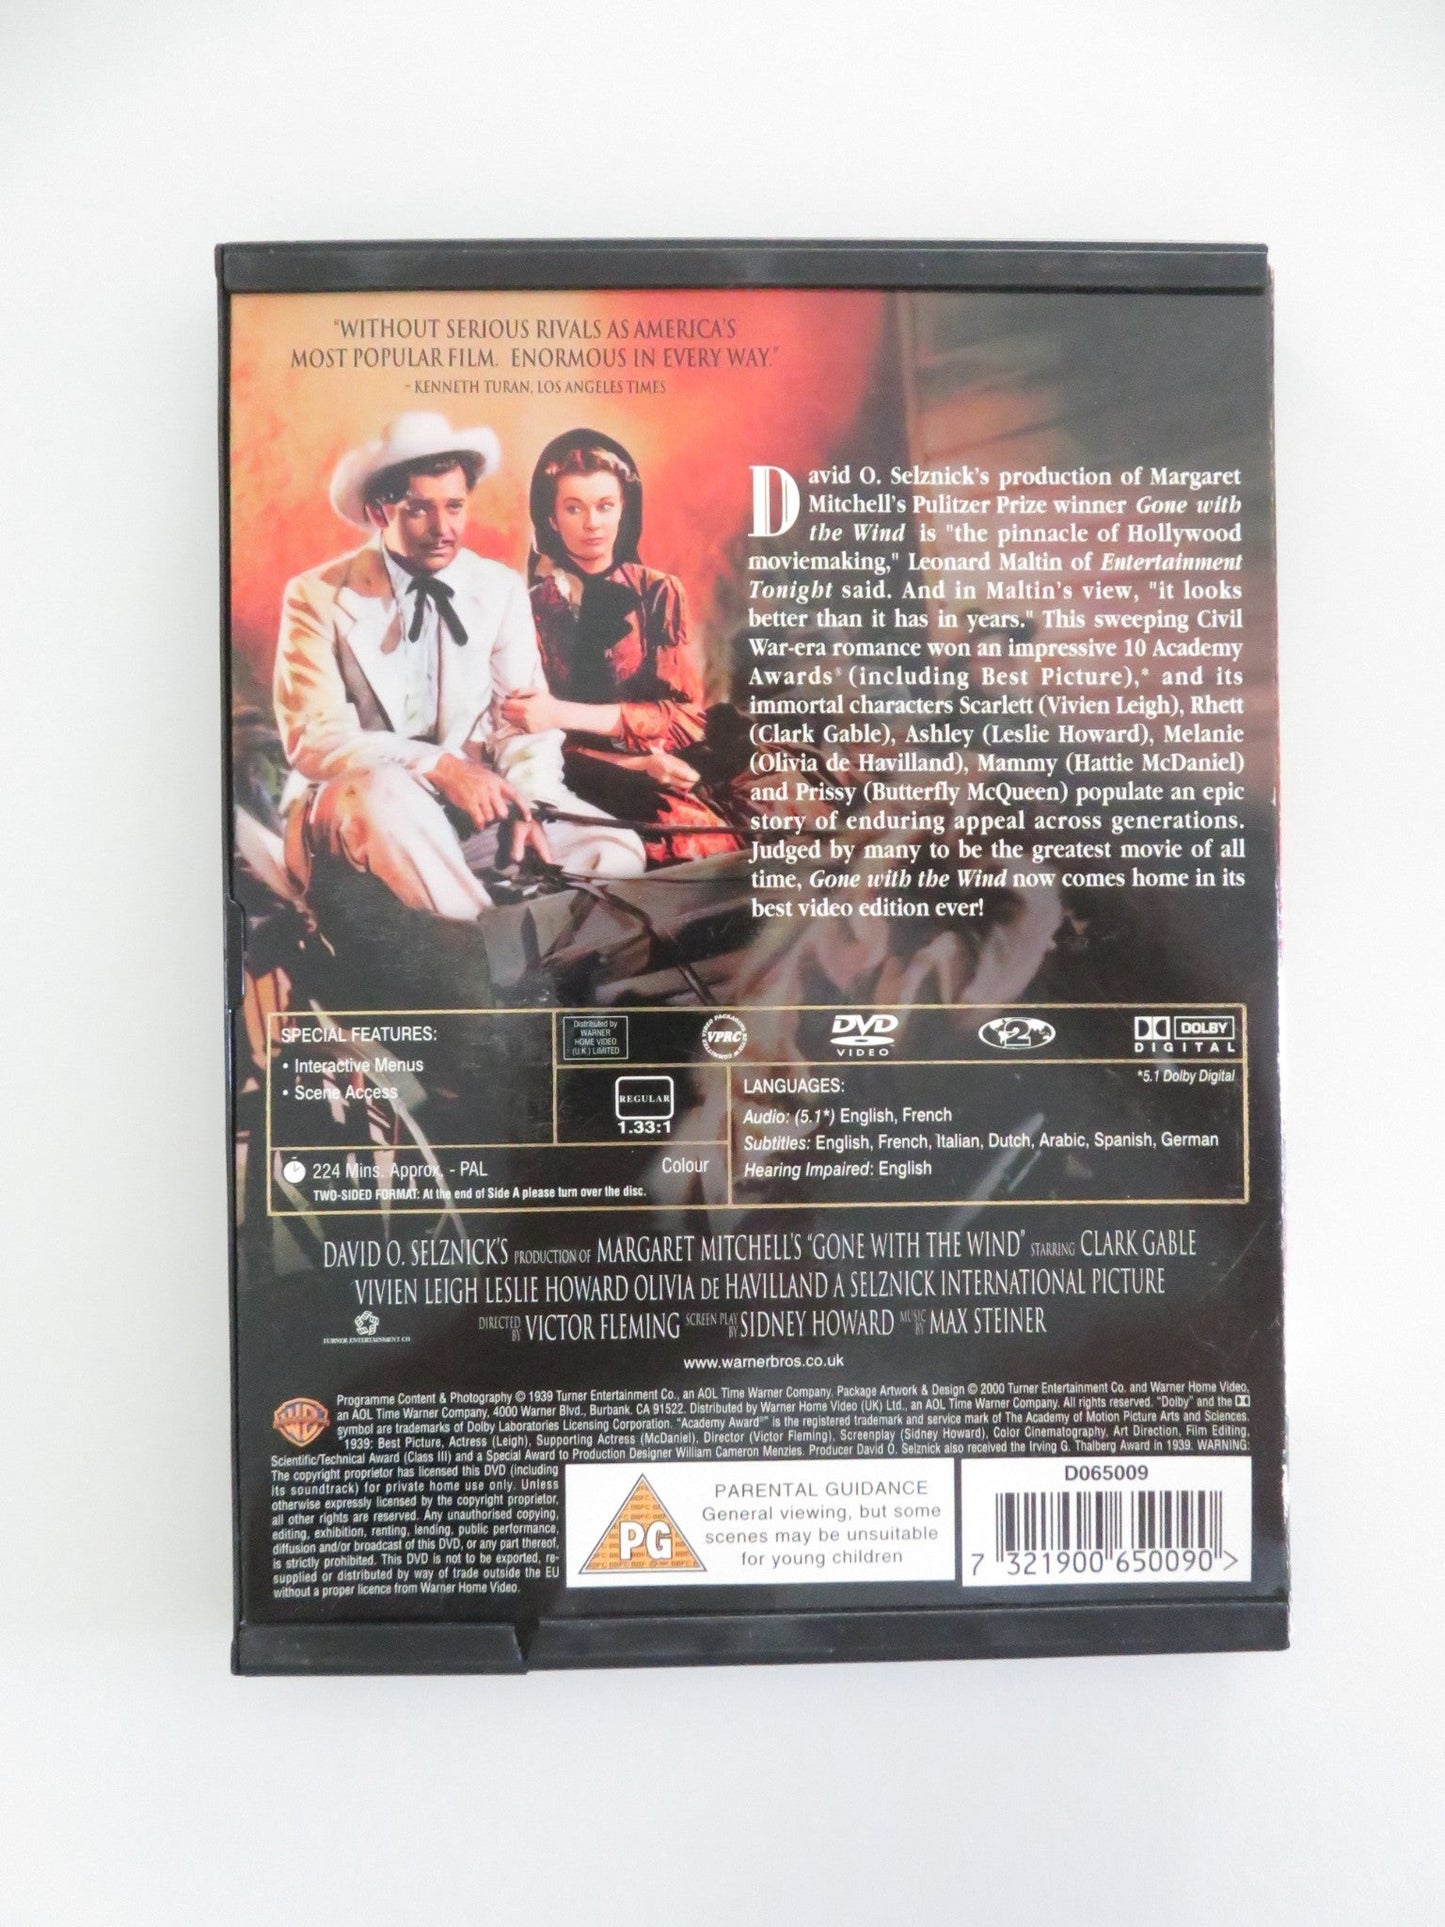 "WITHOUT SERIOUS RIVALS AS AMERICA'S
MOST POPULAR FILM. ENORMOUS IN EVERY WAY."
- KENNETH TURAN, LOS ANGELES TIMES
David O. Selznick's production of Margaret
Mitchell's Pulitzer Prize winner Gone with
the Wind is "the pinnacle of Hollywood
moviemaking," Leonard Maltin of Entertainment
Tonight said. And in Maltin's view, "it looks
better than it has in years." This sweeping Civil
War-era romance won an impressive 10 Academy
Awards® (including Best Picture),* and its
immortal characters Scarlett (Vivien Leigh), Rhett
(Clark Gable), Ashley (Leslie Howard), Melanie
(Olivia de Havilland), Mammy (Hattie McDaniel)
and Prissy (Butterfly McQueen) populate an epic
story of enduring appeal across generations.
Judged by many to be the greatest movie of all
time, Gone with the Wind now comes home in its
best video edition ever!
SPECIAL FEATURES:
• Interactive Menus
• Scene Access
Distributed by
WARNER
HOME VIDEO
(U.K.) LIMITED
VIDEO PACKAGING REVIEW COMMITTEE
VPRC
DVD
VIDEO
2
DOLBY
DIGITAL
*5.1 Dolby Digital
REGULAR
1.33:1
LANGUAGES:
Audio: (5.1*) English, French
Subtitles: English, French, Italian, Dutch, Arabic, Spanish, German
Hearing Impaired: English
224 Mins. Approx. - PAL
Colour
TWO-SIDED FORMAT: At the end of Side A please turn over the disc.
DAVID O. SELZNICK'S PRODUCTION OF MARGARET MITCHELL'S "GONE WITH THE WIND" STARRING CLARK GABLE
VIVIEN LEIGH LESLIE HOWARD OLIVIA DE HAVILLAND A SELZNICK INTERNATIONAL PICTURE
DIRECTED BY VICTOR FLEMING SCREEN PLAY BY SIDNEY HOWARD MUSIC BY MAX STEINER
TURNER ENTERTAINMENT CO
www.warnerbros.co.uk
WB
Programme Content & Photography © 1939 Turner Entertainment Co., an AOL Time Warner Company. Package Artwork & Design © 2000 Turner Entertainment Co. and Warner Home Video,
an AOL Time Warner Company, 4000 Warner Blvd., Burbank. CA 91522. Distributed by Warner Home Video (UK) Ltd., an AOL Time Warner Company. All rights reserved. "Dolby" and the
symbol are trademarks of Dolby Laboratories Licensing Corporation. "Academy Award®" is the registered trademark and service mark of The Academy of Motion Picture Arts and Sciences.
*1939: Best Picture, Actress (Leigh), Supporting Actress (McDaniel), Director (Victor Fleming), Screenplay (Sidney Howard), Color Cinematography, Art Direction, Film Editing,
Scientific/Technical Award (Class III) and a Special Award to Production Designer William Cameron Menzies. Producer David O. Selznick also received the Irving G. Thalberg Award in 1939. WARNING:
The copyright proprietor has licensed this DVD (including
its soundtrack) for private home use only. Unless
otherwise expressly licensed by the copyright proprietor,
all other rights are reserved. Any unauthorised copying,
editing, exhibition, renting, lending, public performance,
diffusion and/or broadcast of this DVD, or any part thereof,
is strictly prohibited. This DVD is not to be exported, re-
supplied or distributed by way of trade outside the EU
without a proper licence from Warner Home Video.
PG
PARENTAL GUIDANCE
General viewing, but some
scenes may be unsuitable
for young children
D065009
7 321900 650090 >